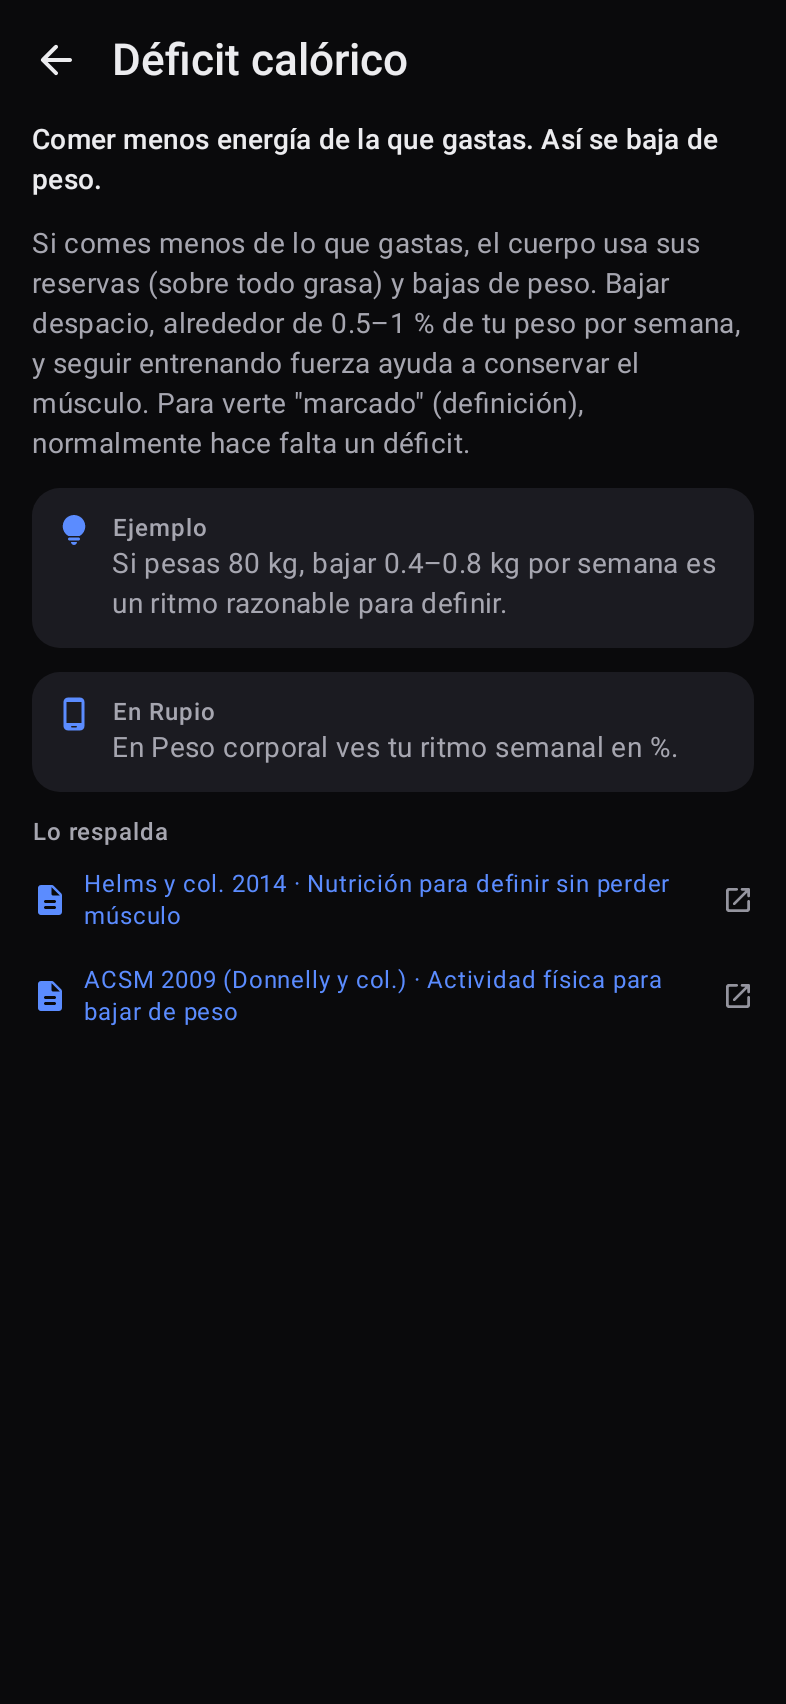 Déficit calórico
Comer menos energía de la que gastas. Así se baja de
peso.
Si comes menos de lo que gastas, el cuerpo usa sus
reservas (sobre todo grasa) y bajas de peso. Bajar
despacio, alrededor de 0.5–1 % de tu peso por semana,
y seguir entrenando fuerza ayuda a conservar el
músculo. Para verte "marcado" (definición),
normalmente hace falta un déficit.
Ejemplo
Si pesas 80 kg, bajar 0.4–0.8 kg por semana es
un ritmo razonable para definir.
En Rupio
En Peso corporal ves tu ritmo semanal en %.
Lo respalda
Helms y col. 2014 · Nutrición para definir sin perder
músculo
ACSM 2009 (Donnelly y col.) · Actividad física para
bajar de peso